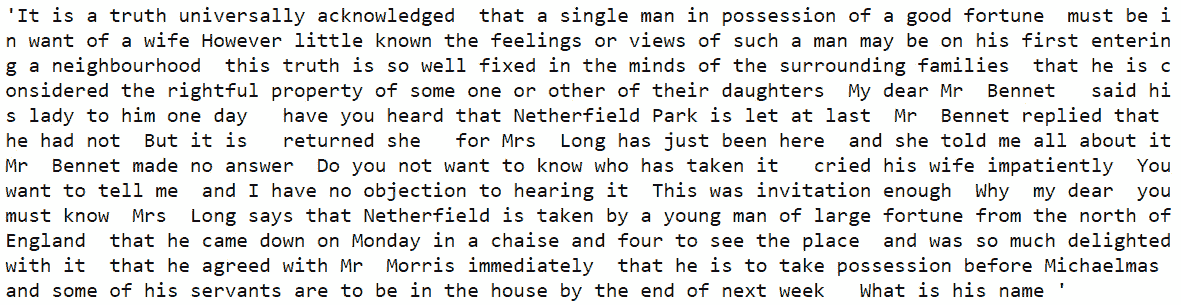 'It is a truth universally acknowledged  that a single man in possession of a good fortune  must be i
n want of a wife However little known the feelings or views of such a man may be on his first enterin
g a neighbourhood  this truth is so well fixed in the minds of the surrounding families  that he is c
onsidered the rightful property of some one or other of their daughters  My dear Mr  Bennet   said hi
s lady to him one day   have you heard that Netherfield Park is let at last  Mr  Bennet replied that
he had not  But it is   returned she   for Mrs  Long has just been here  and she told me all about it
Mr  Bennet made no answer  Do you not want to know who has taken it   cried his wife impatiently  You
want to tell me  and I have no objection to hearing it  This was invitation enough  Why  my dear  you
must know  Mrs  Long says that Netherfield is taken by a young man of large fortune from the north of
England  that he came down on Monday in a chaise and four to see the place  and was so much delighted
with it  that he agreed with Mr  Morris immediately  that he is to take possession before Michaelmas
and some of his servants are to be in the house by the end of next week   What is his name '